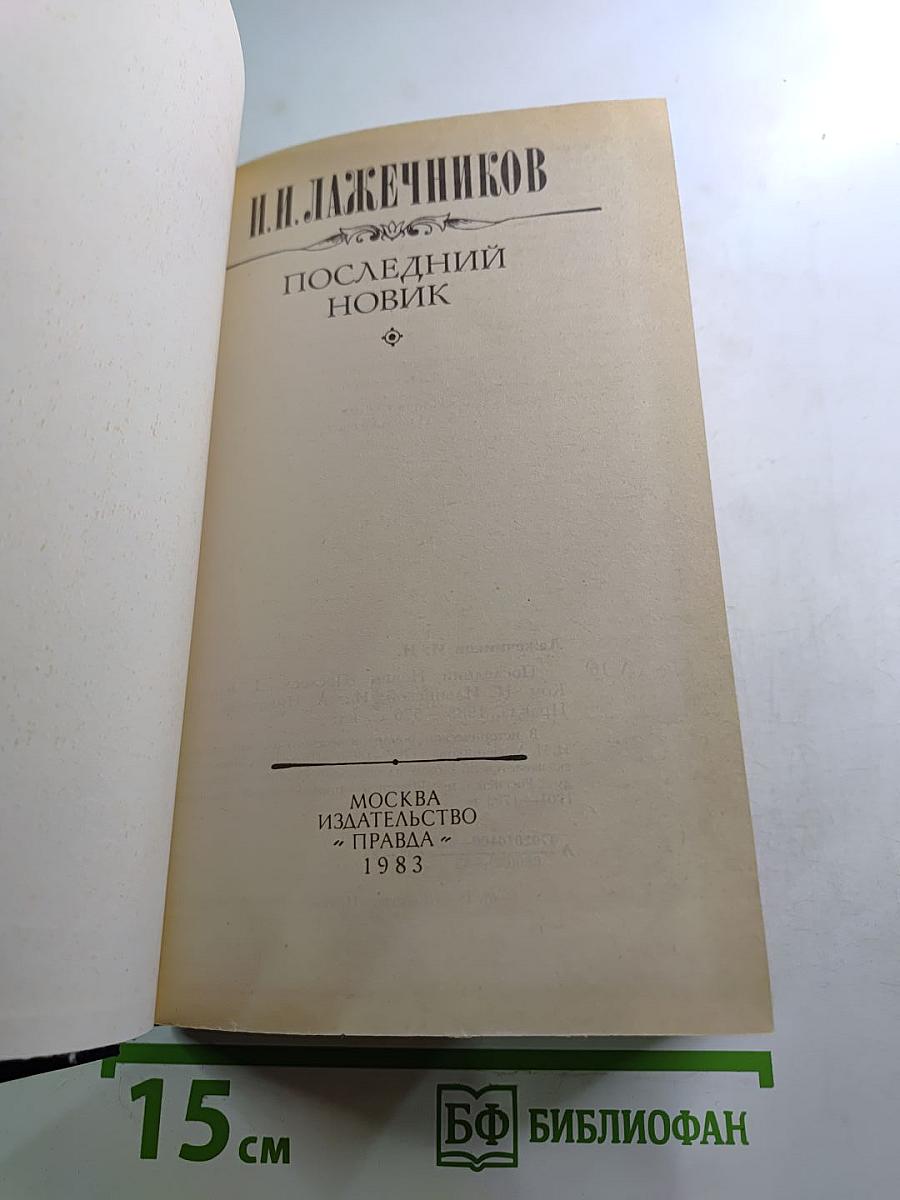 И. И. ЛАЖЕЧНИКОВ
ПОСЛЕДНИЙ
НОВИК
МОСКВА
ИЗДАТЕЛЬСТВО
« ПРАВДА »
1983
15 см
БФ БИБЛИОФАН